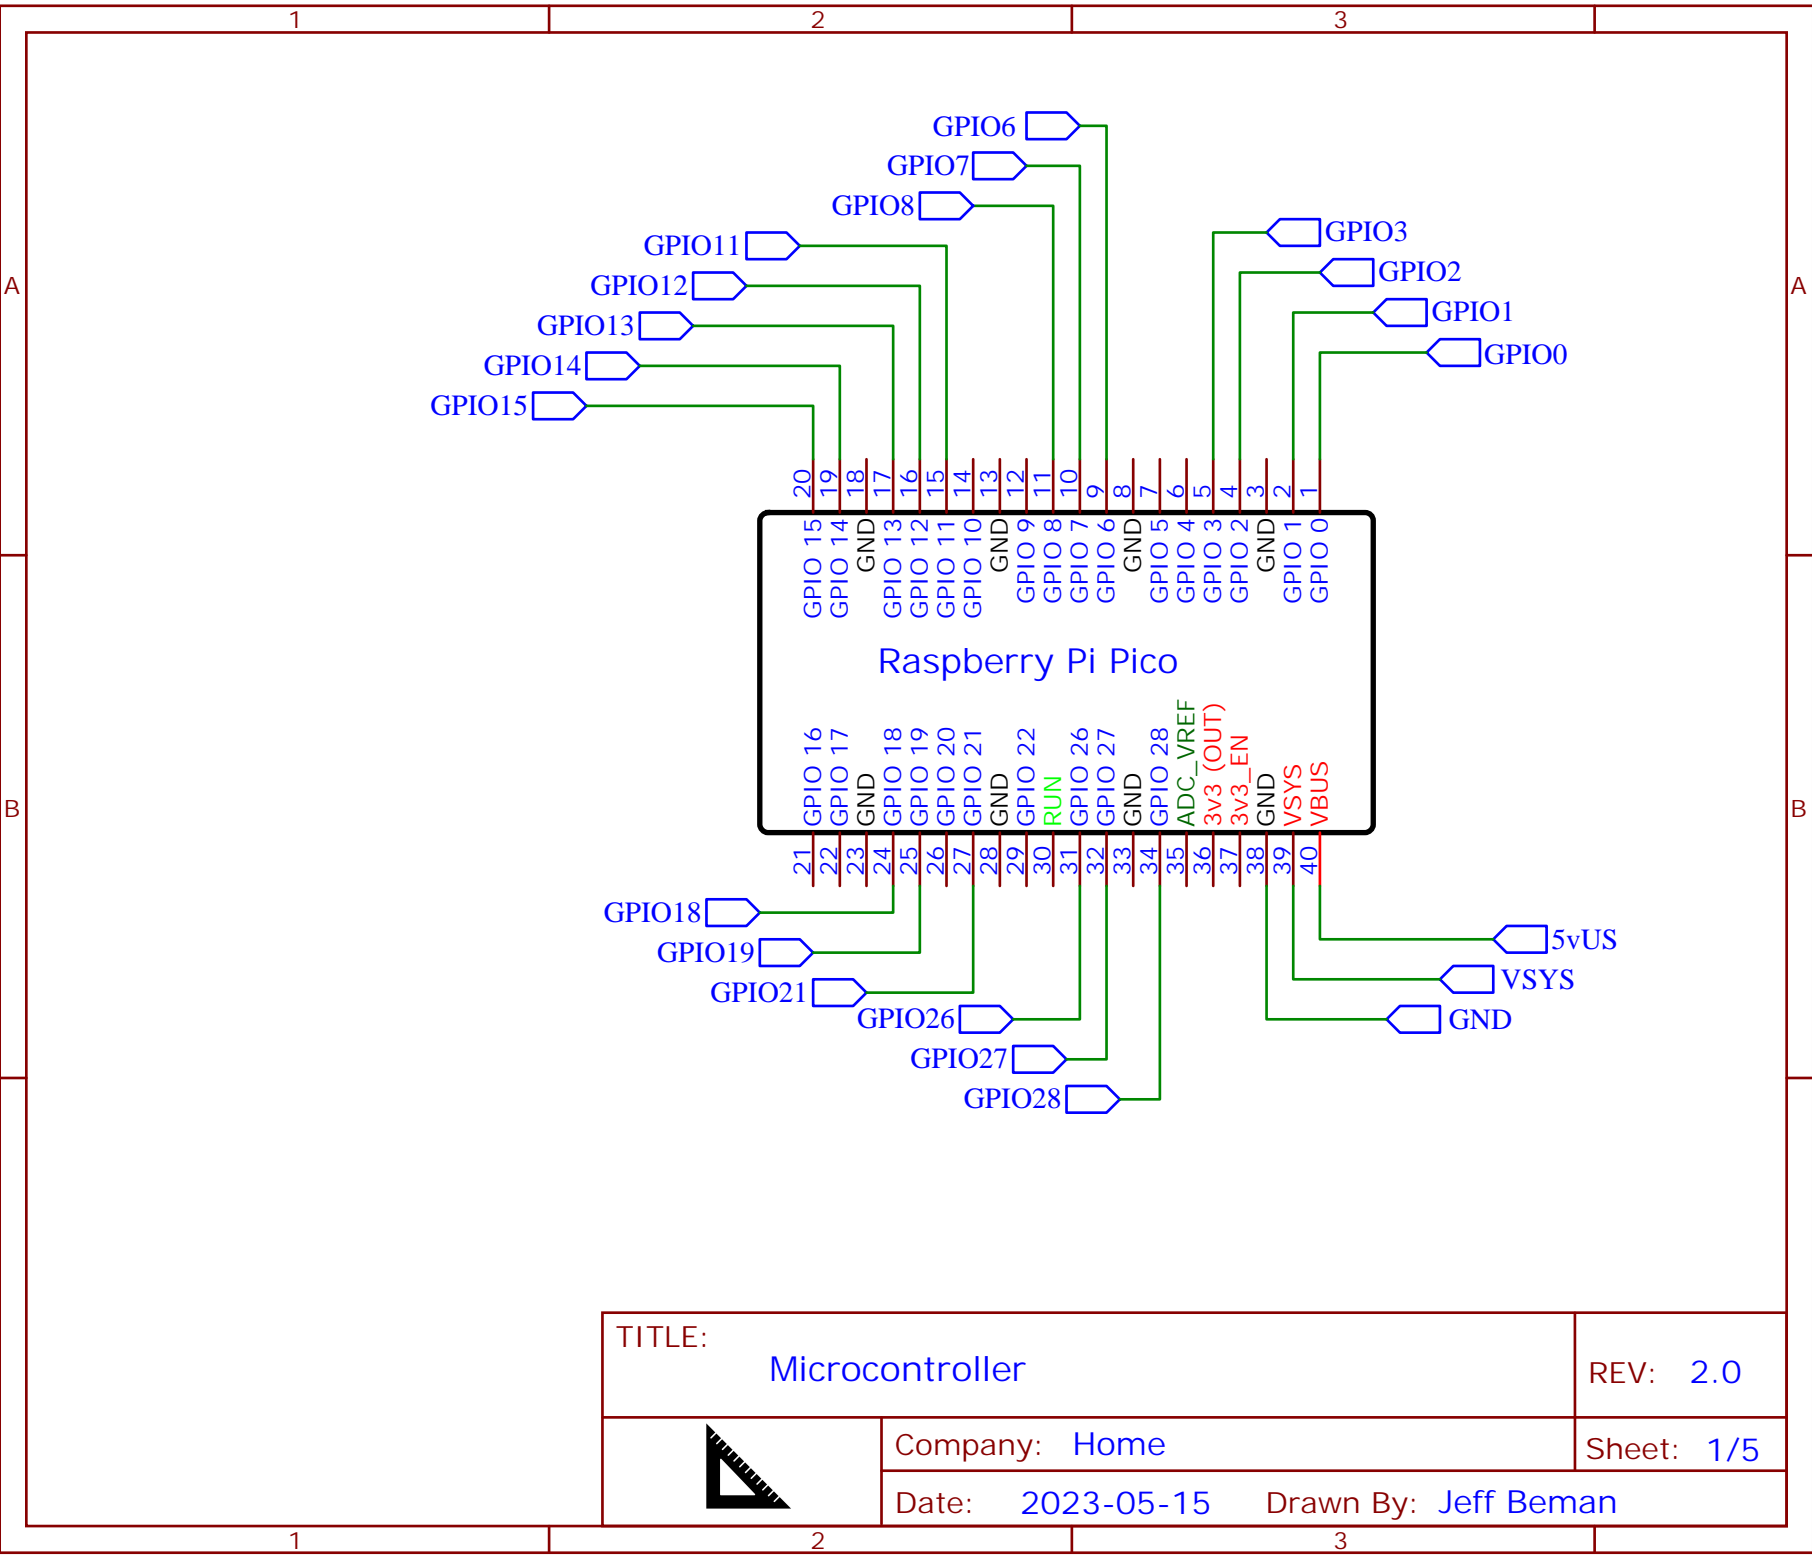 1 2 3
GPIO6
GPIO7
GPIO8
GPIO11 GPIO3
GPIO12 GPIO2
A A
GPIO13 GPIO1
GPIO14 GPIO0
GPIO15
20 19 18 17 16 15 14 13 12 11 10 9 8 7 6 5 4 3 2 1
GPIO 15
GPIO 14
GND
GPIO 13
GPIO 12
GPIO 11
GPIO 10
GND
GPIO 9
GPIO 8
GPIO 7
GPIO 6
GND
GPIO 5
GPIO 4
GPIO 3
GPIO 2
GND
GPIO 1
GPIO 0
Raspberry Pi Pico
GPIO 16
GPIO 17
GND
GPIO 18
GPIO 19
GPIO 20
GPIO 21
GND
GPIO 22
RUN
GPIO 26
GPIO 27
GND
GPIO 28
ADC_VREF
3v3 (OUT)
3v3_EN
GND
VSYS
VBUS
B B
21 22 23 24 25 26 27 28 29 30 31 32 33 34 35 36 37 38 39 40
GPIO18
GPIO19 5vUS
GPIO21 VSYS
GPIO26 GND
GPIO27
GPIO28
TITLE:
Microcontroller
REV: 2.0
Company: Home
Sheet: 1/5
Date: 2023-05-15 Drawn By: Jeff Beman
1 2 3